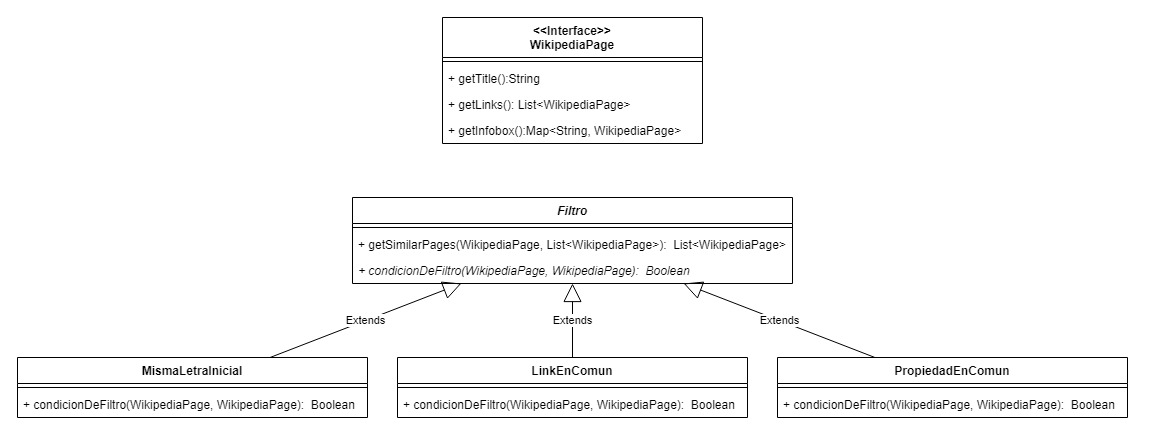 <<Interface>>
WikipediaPage
+ getTitle():String
+ getLinks(): List<WikipediaPage>
+ getInfobox():Map<String, WikipediaPage>
Filtro
+ getSimilarPages(WikipediaPage, List<WikipediaPage>): List<WikipediaPage>
+ condicionDeFiltro(WikipediaPage, WikipediaPage): Boolean
Extends
Extends
Extends
MismaLetraInicial
+ condicionDeFiltro(WikipediaPage, WikipediaPage): Boolean
LinkEnComun
+ condicionDeFiltro(WikipediaPage, WikipediaPage): Boolean
PropiedadEnComun
+ condicionDeFiltro(WikipediaPage, WikipediaPage): Boolean